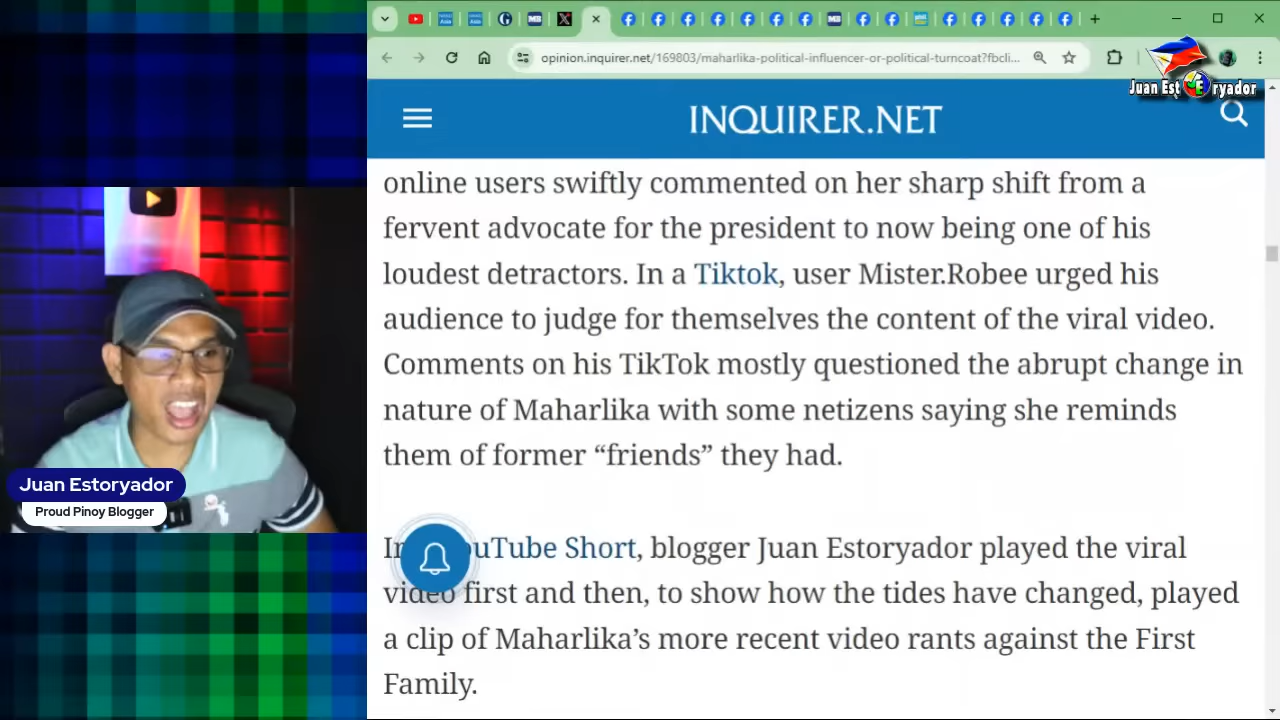 opinion.inquirer.net/169803/maharlika-political-influencer-or-political-turncoat?fbcli...
Juan Est ryador
INQUIRER.NET
online users swiftly commented on her sharp shift from a
fervent advocate for the president to now being one of his
loudest detractors. In a Tiktok, user Mister.Robee urged his
audience to judge for themselves the content of the viral video.
Comments on his TikTok mostly questioned the abrupt change in
nature of Maharlika with some netizens saying she reminds
them of former “friends” they had.
In uTube Short, blogger Juan Estoryador played the viral
video first and then, to show how the tides have changed, played
a clip of Maharlika’s more recent video rants against the First
Family.
Juan Estoryador
Proud Pinoy Blogger